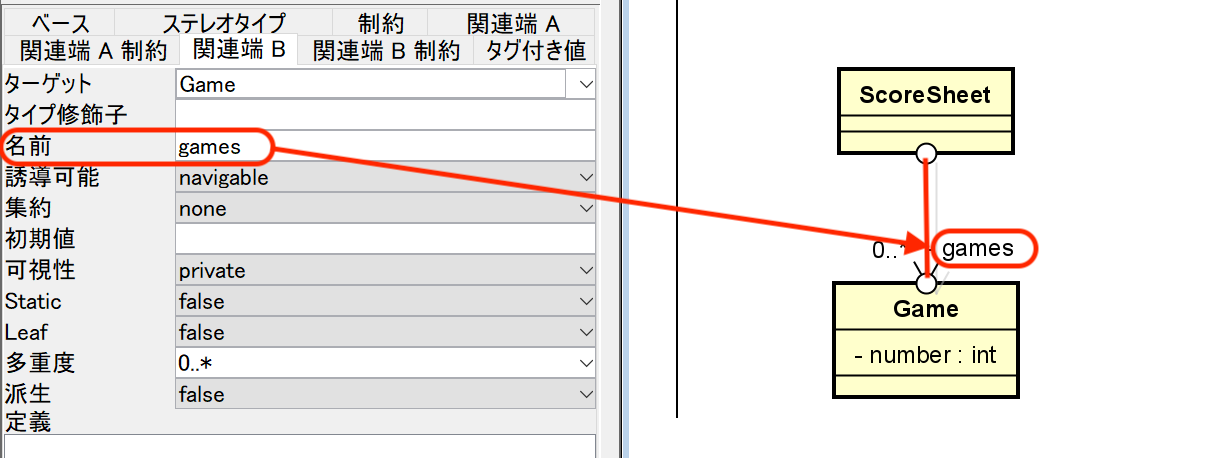 ベース ステレオタイプ 制約 関連端 A
関連端 A 制約 関連端 B 関連端 B 制約 タグ付き値
ターゲット Game
タイプ修飾子
名前 games
誘導可能 navigable
集約 none
初期値
可視性 private
Static false
Leaf false
多重度 0..*
派生 false
定義
ScoreSheet
0..* games
Game
- number : int